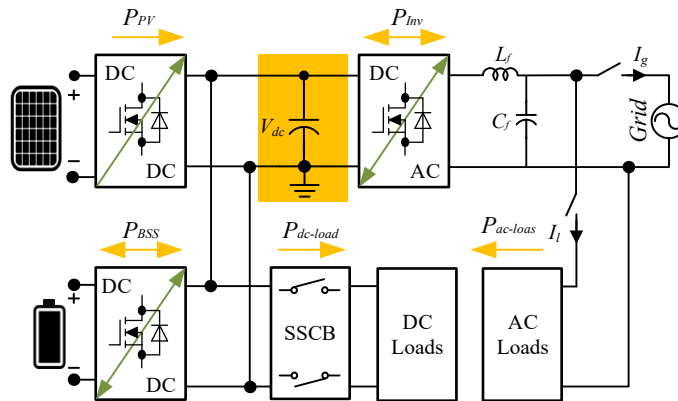 P_PV
P_Inv
DC
DC
+
−
V_dc
DC
AC
L_f
C_f
I_g
Grid
P_BSS
P_dc-load
P_ac-loas
I_l
DC
DC
+
−
SSCB
DC
Loads
AC
Loads